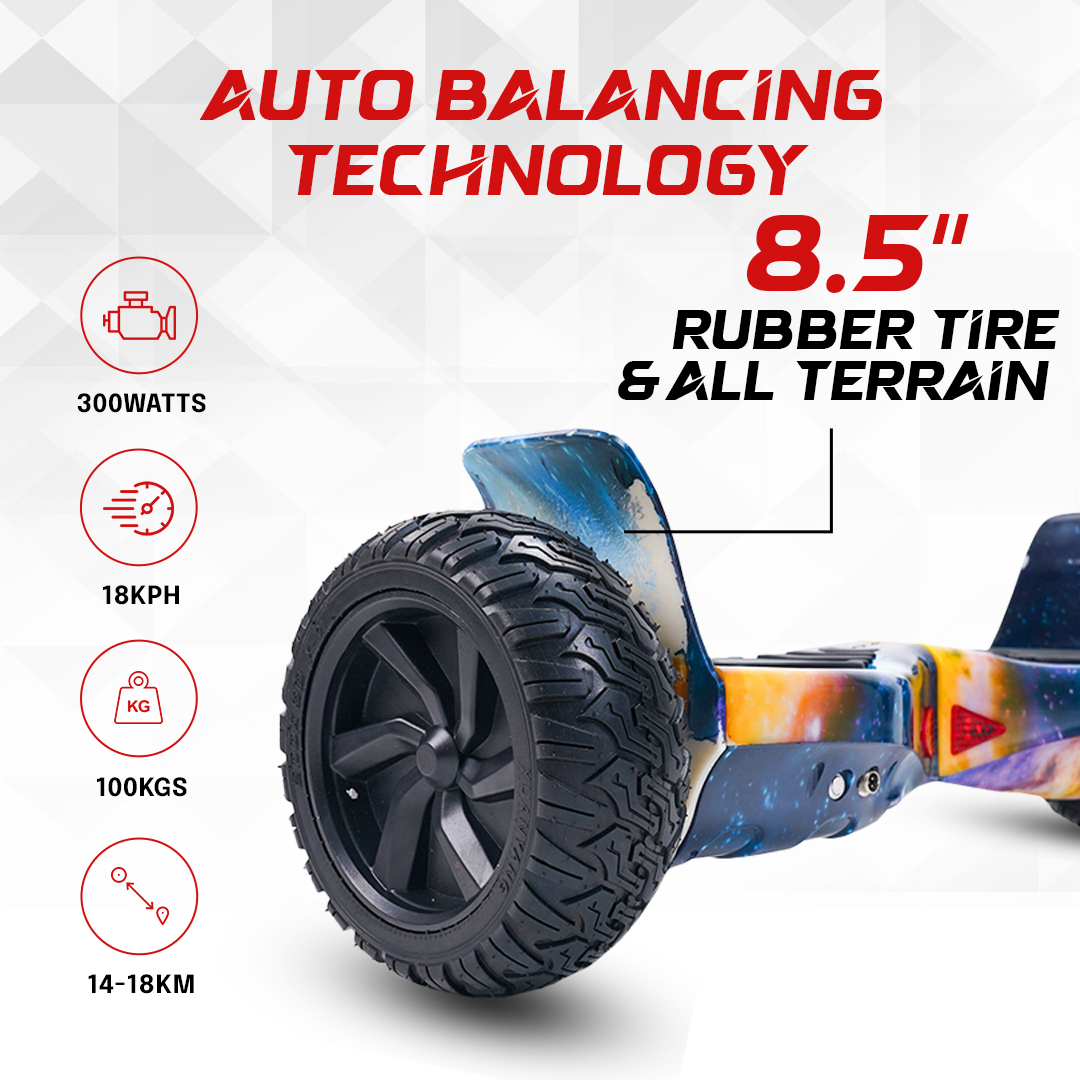 AUTO BALANCING
TECHNOLOGY
8.5"
RUBBER TIRE
& ALL TERRAIN
300WATTS
18KPH
KG
100KGS
14-18KM